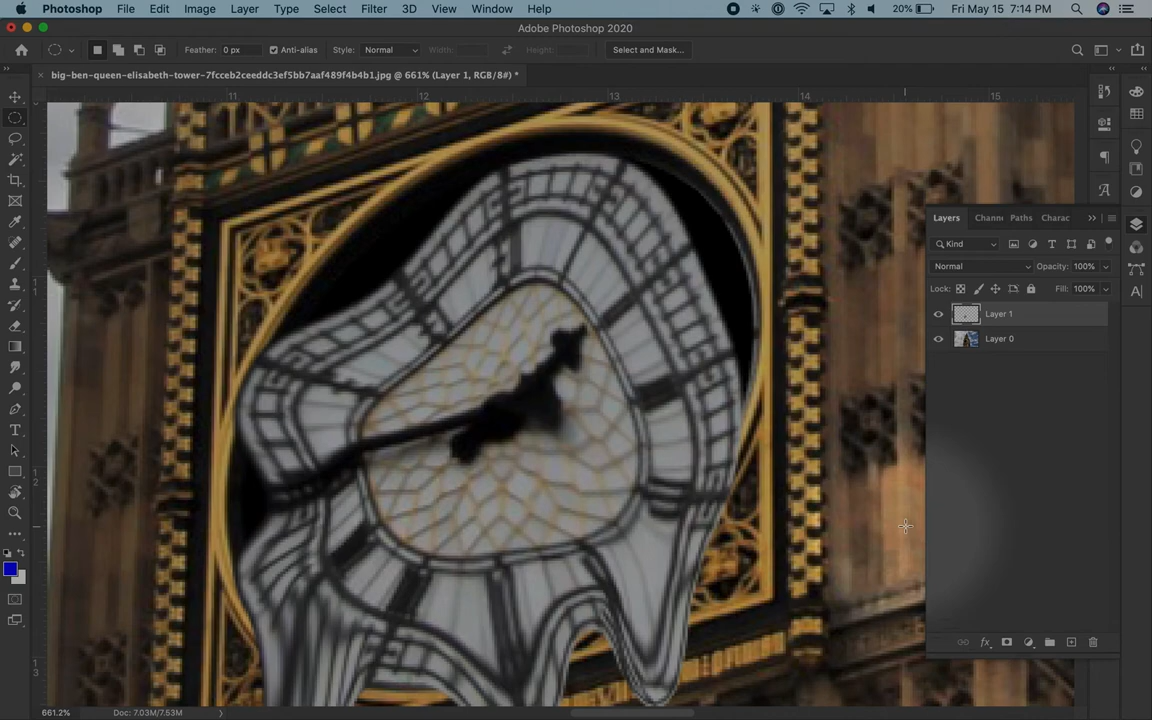 Photoshop File Edit Image Layer Type Select Filter 3D View Window Help 20% Fri May 15 7:14 PM
Adobe Photoshop 2020
Feather: 0 px Anti-alias Style: Normal Width: Height: Select and Mask...
big-ben-queen-elisabeth-tower-7fcceb2ceeddc3ef5bb7aaf489f4b4b1.jpg @ 661% (Layer 1, RGB/8#) *
11 12 13 14 15
Layers Channe Paths Charac
Kind
Normal Opacity: 100%
Lock: Fill: 100%
Layer 1
Layer 0
661.2% Doc: 7.03M/7.53M